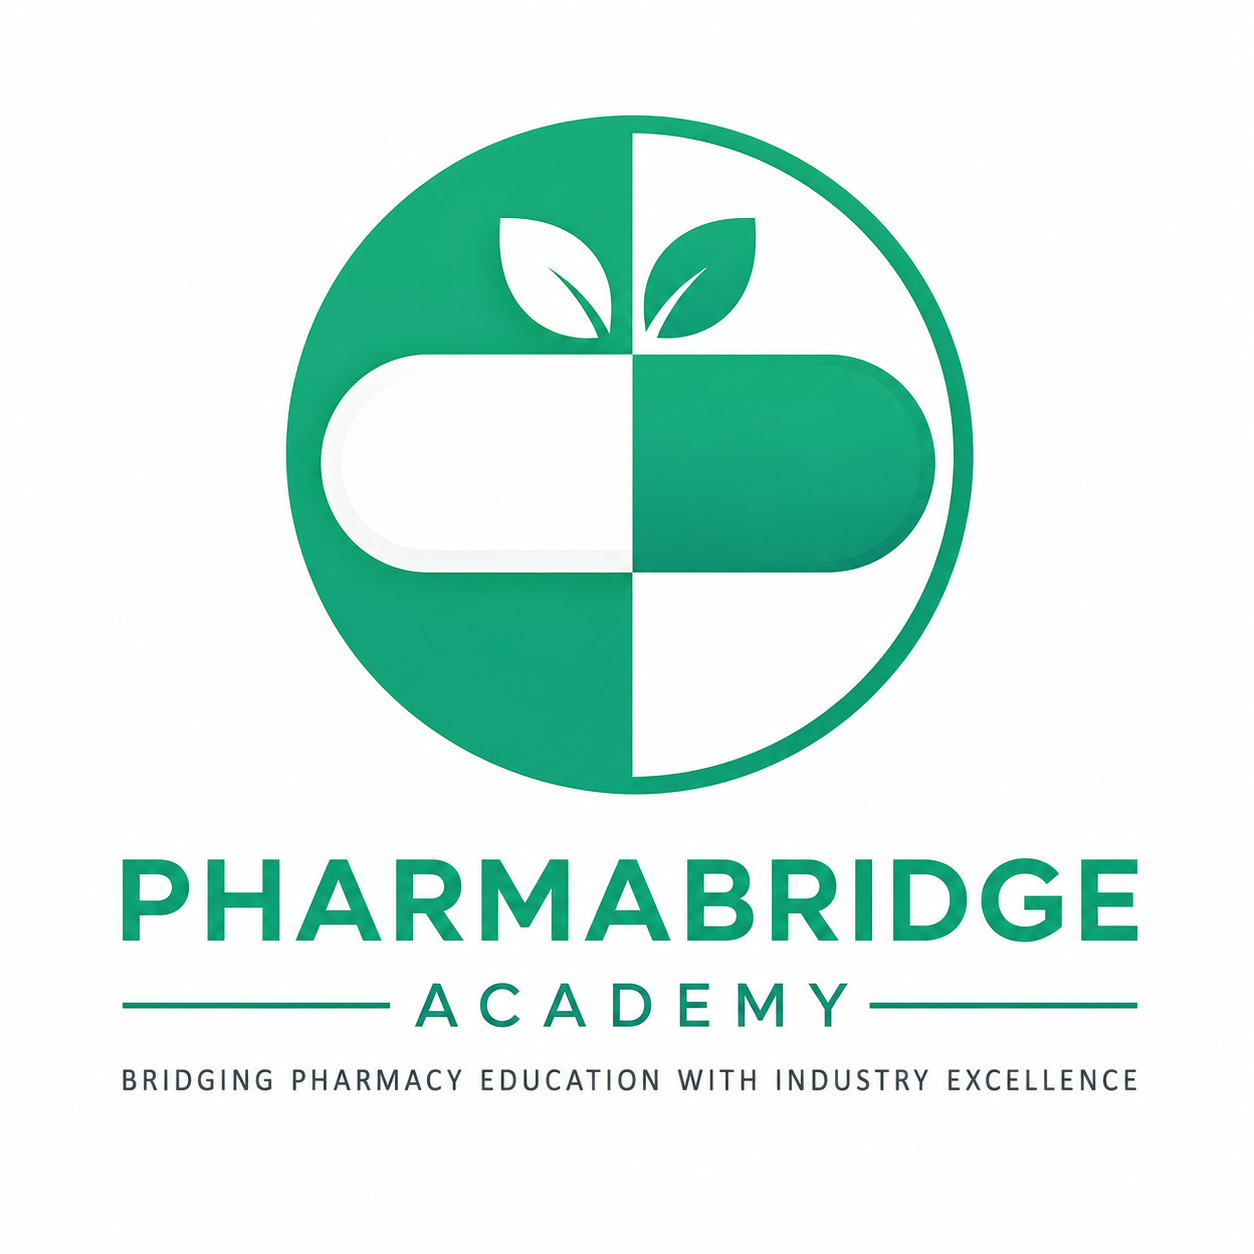 PHARMABRIDGE
ACADEMY
BRIDGING PHARMACY EDUCATION WITH INDUSTRY EXCELLENCE